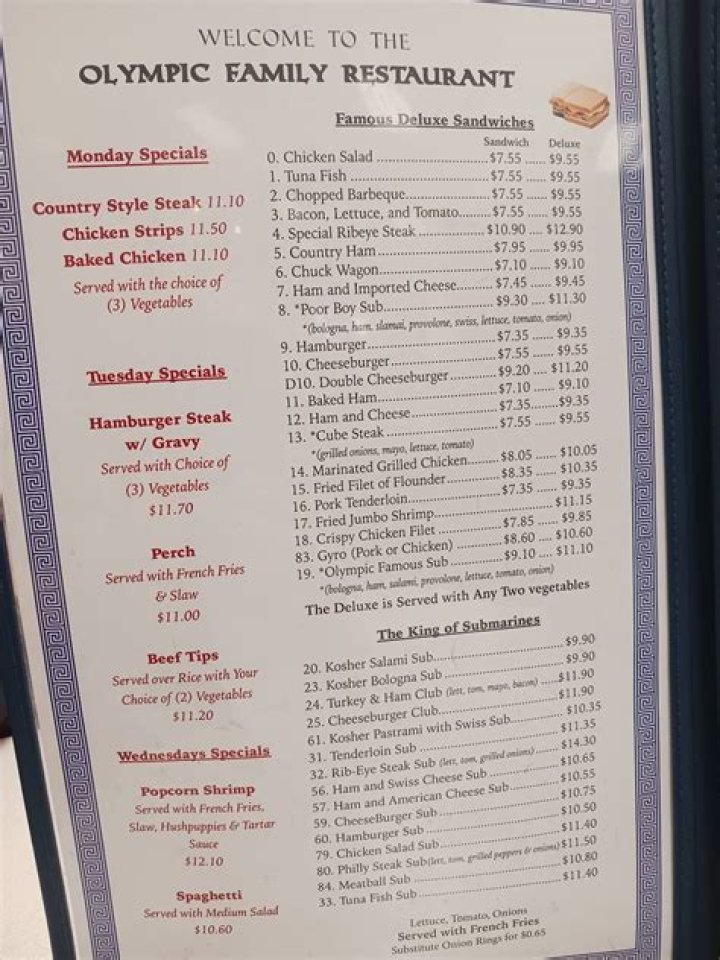 WELCOME TO THE
OLYMPIC FAMILY RESTAURANT
Monday Specials
Country Style Steak 11.10
Chicken Strips 11.50
Baked Chicken 11.10
Served with the choice of
(3) Vegetables
Tuesday Specials
Hamburger Steak
w/ Gravy
Served with Choice of
(3) Vegetables
$11.70
Perch
Served with French Fries
& Slaw
$11.00
Beef Tips
Served over Rice with Your
Choice of (2) Vegetables
$11.20
Wednesdays Specials
Popcorn Shrimp
Served with French Fries,
Slaw, Hushpuppies & Tartar
Sauce
$12.10
Spaghetti
Served with Medium Salad
$10.60
Famous Deluxe Sandwiches
Sandwich Deluxe
0. Chicken Salad ........ $7.55 ...... $9.55
1. Tuna Fish ........ $7.55 ...... $9.55
2. Chopped Barbeque ........ $7.55 ...... $9.55
3. Bacon, Lettuce, and Tomato ........ $7.55 ...... $9.55
4. Special Ribeye Steak ........ $10.90 .... $12.90
5. Country Ham ........ $7.95 ...... $9.95
6. Chuck Wagon ........ $7.10 ...... $9.10
7. Ham and Imported Cheese ........ $7.45 ...... $9.45
8. *Poor Boy Sub ........ $9.30 .... $11.30
*(bologna, ham, slamai, provolone, swiss, lettuce, tomato, onion)
9. Hamburger ........ $7.35 ...... $9.35
10. Cheeseburger ........ $7.55 ...... $9.55
D10. Double Cheeseburger ........ $9.20 .... $11.20
11. Baked Ham ........ $7.10 ...... $9.10
12. Ham and Cheese ........ $7.35 ........ $9.35
13. *Cube Steak ........ $7.55 ...... $9.55
*(grilled onions, mayo, lettuce, tomato)
14. Marinated Grilled Chicken ........ $8.05 ...... $10.05
15. Fried Filet of Flounder ........ $8.35 ...... $10.35
16. Pork Tenderloin ........ $7.35 ...... $9.35
17. Fried Jumbo Shrimp ........ $11.15
18. Crispy Chicken Filet ........ $7.85 ...... $9.85
83. Gyro (Pork or Chicken) ........ $8.60 .... $10.60
19. *Olympic Famous Sub ........ $9.10 .... $11.10
*(bologna, ham, salami, provolone, lettuce, tomato, onion)
The Deluxe is Served with Any Two vegetables
The King of Submarines
20. Kosher Salami Sub ........ $9.90
23. Kosher Bologna Sub ........ $9.90
24. Turkey & Ham Club (lett, tom, mayo, bacon) ...... $11.90
25. Cheeseburger Club ........ $11.90
61. Kosher Pastrami with Swiss Sub ........ $10.35
31. Tenderloin Sub ........ $11.35
32. Rib-Eye Steak Sub (lett, tom, grilled onions) ........ $14.30
56. Ham and Swiss Cheese Sub ........ $10.65
57. Ham and American Cheese Sub ........ $10.55
59. CheeseBurger Sub ........ $10.75
60. Hamburger Sub ........ $10.50
79. Chicken Salad Sub ........ $11.40
80. Philly Steak Sub(lett, tom, grilled peppers & onions) $11.50
84. Meatball Sub ........ $10.80
33. Tuna Fish Sub ........ $11.40
Lettuce, Tomato, Onions
Served with French Fries
Substitute Onion Rings for $0.65